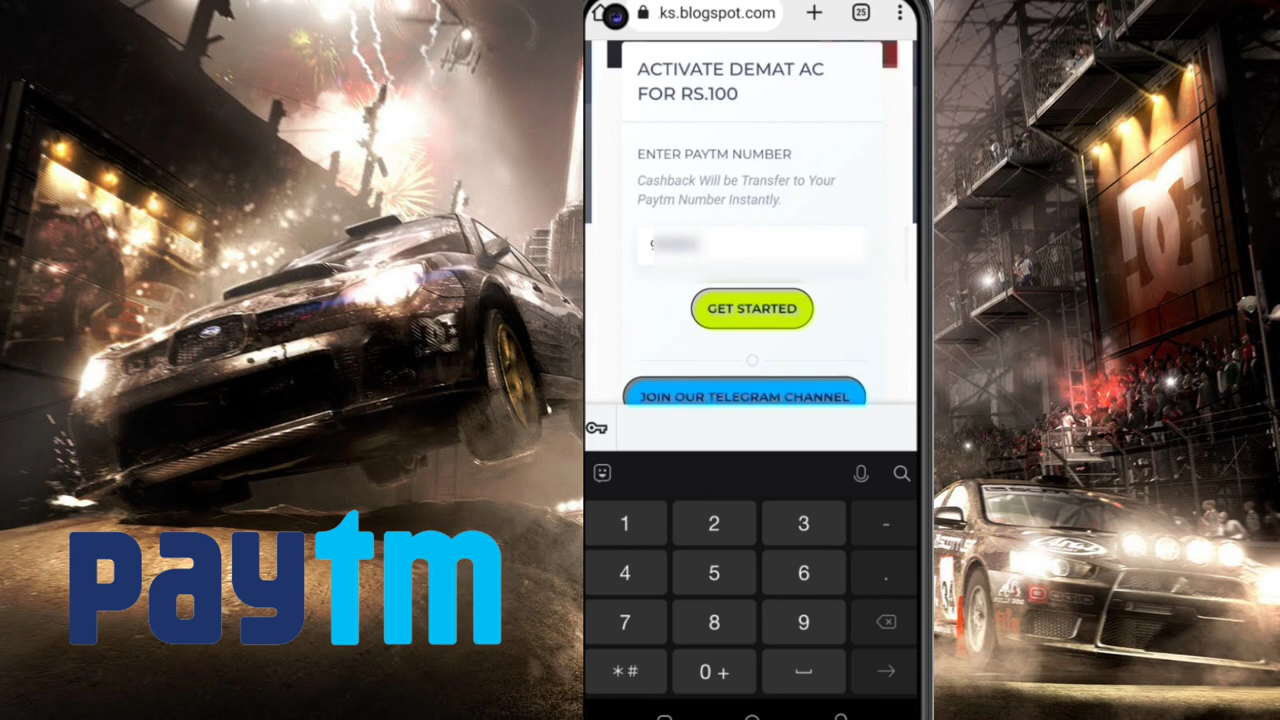 ks.blogspot.com
25
ACTIVATE DEMAT AC
FOR RS.100
ENTER PAYTM NUMBER
Cashback Will be Transfer to Your
Paytm Number Instantly.
GET STARTED
JOIN OUR TELEGRAM CHANNEL
1 2 3 -
4 5 6 .
7 8 9
*# 0 +
paytm
DC